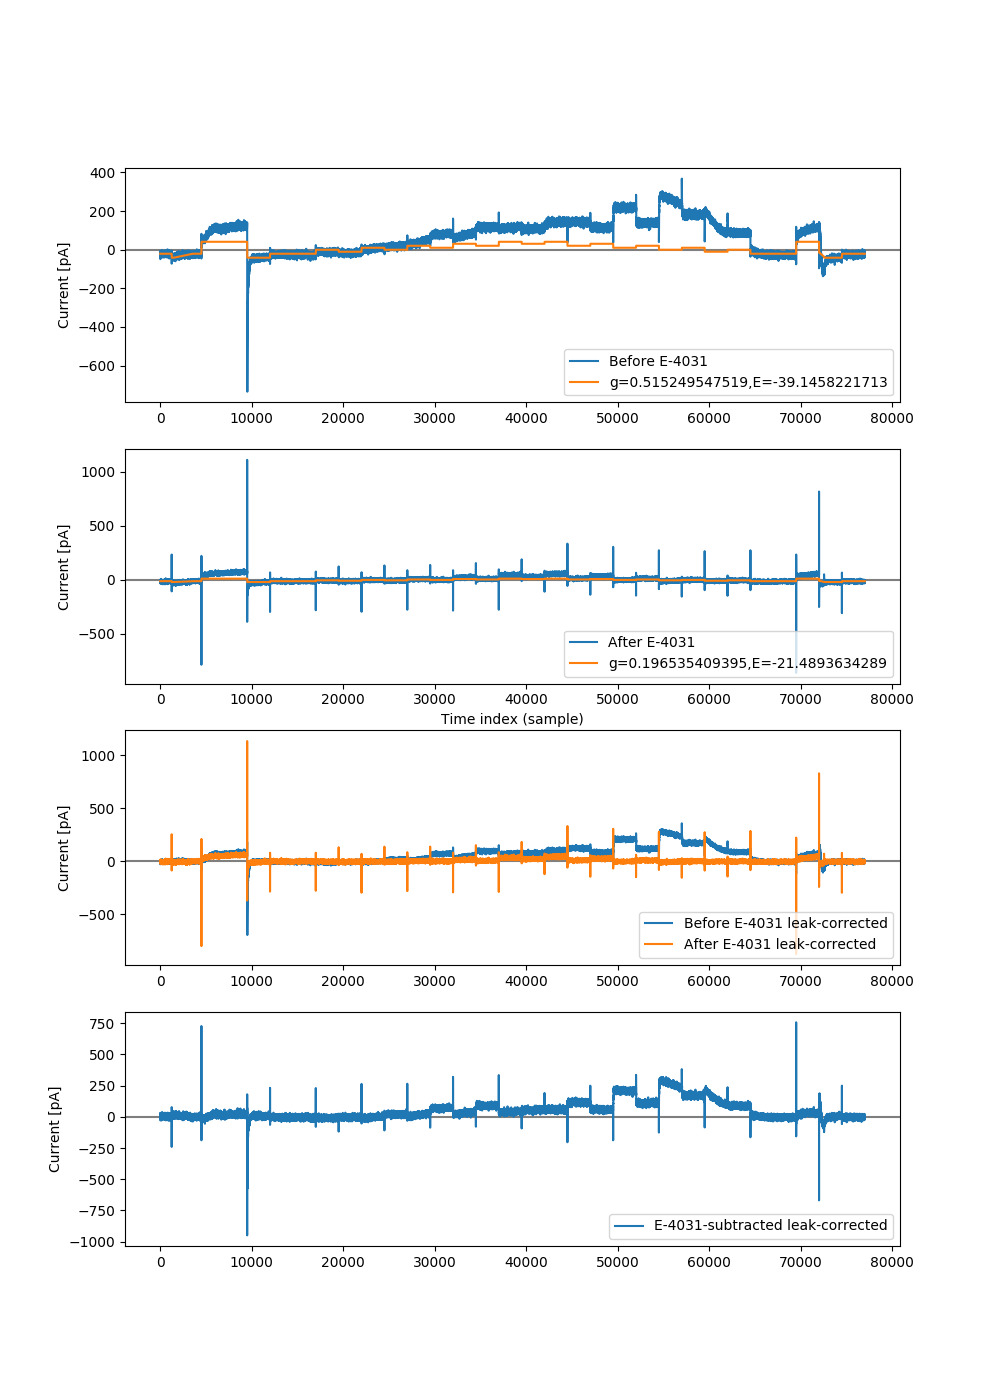 400
200
0
−200
−400
−600
Current [pA]
Before E-4031
g=0.515249547519,E=-39.1458221713
0 10000 20000 30000 40000 50000 60000 70000 80000
1000
500
0
−500
Current [pA]
After E-4031
g=0.196535409395,E=-21.4893634289
0 10000 20000 30000 40000 50000 60000 70000 80000
Time index (sample)
1000
500
0
−500
Current [pA]
Before E-4031 leak-corrected
After E-4031 leak-corrected
0 10000 20000 30000 40000 50000 60000 70000 80000
750
500
250
0
−250
−500
−750
−1000
Current [pA]
E-4031-subtracted leak-corrected
0 10000 20000 30000 40000 50000 60000 70000 80000